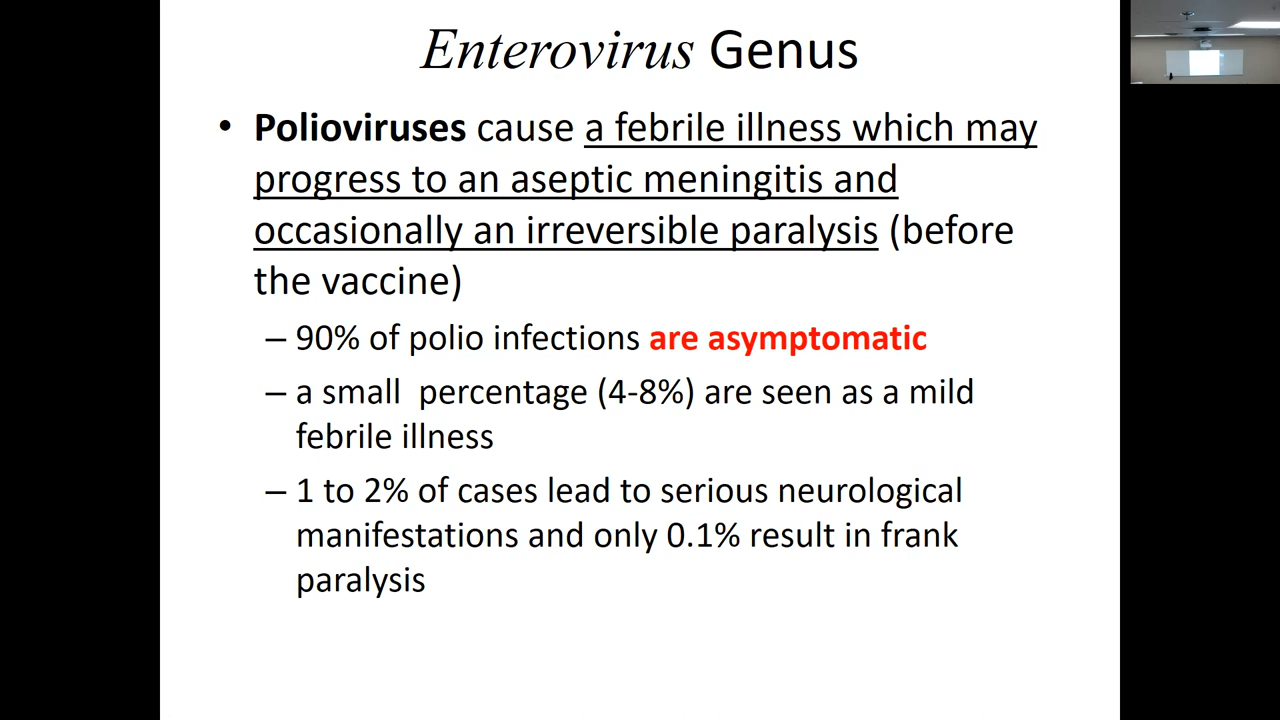 Enterovirus Genus
• Polioviruses cause a febrile illness which may
progress to an aseptic meningitis and
occasionally an irreversible paralysis (before
the vaccine)
– 90% of polio infections are asymptomatic
– a small  percentage (4-8%) are seen as a mild
febrile illness
– 1 to 2% of cases lead to serious neurological
manifestations and only 0.1% result in frank
paralysis